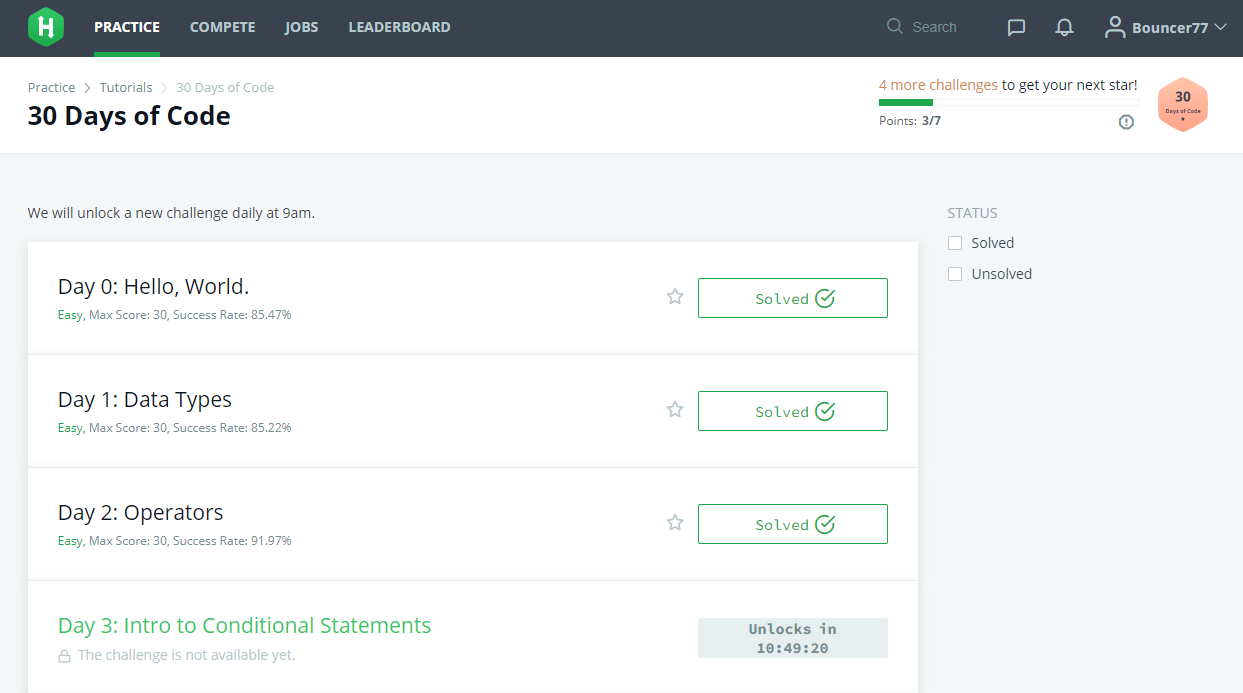 H PRACTICE COMPETE JOBS LEADERBOARD Search Bouncer77
Practice > Tutorials > 30 Days of Code
30 Days of Code
4 more challenges to get your next star!
Points: 3/7
30
Days of Code
We will unlock a new challenge daily at 9am.
STATUS
Solved
Unsolved
Day 0: Hello, World.
Easy, Max Score: 30, Success Rate: 85.47%
Solved
Day 1: Data Types
Easy, Max Score: 30, Success Rate: 85.22%
Solved
Day 2: Operators
Easy, Max Score: 30, Success Rate: 91.97%
Solved
Day 3: Intro to Conditional Statements
The challenge is not available yet.
Unlocks in
10:49:20